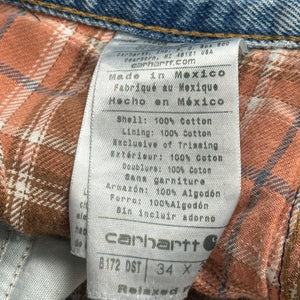 carhartt.com
Made in Mexico
Fabriqué au Mexique
Hecho en México
Shell: 100% Cotton
Lining: 100% Cotton
Exclusive of Trimming
Extérieur: 100% Coton
Doublure: 100% Coton
Sans garniture
Armazón: 100% Algodón
Forro: 100%Algodón
Sin incluir adorno
carhartt
B172 DST 34 X
Relaxed